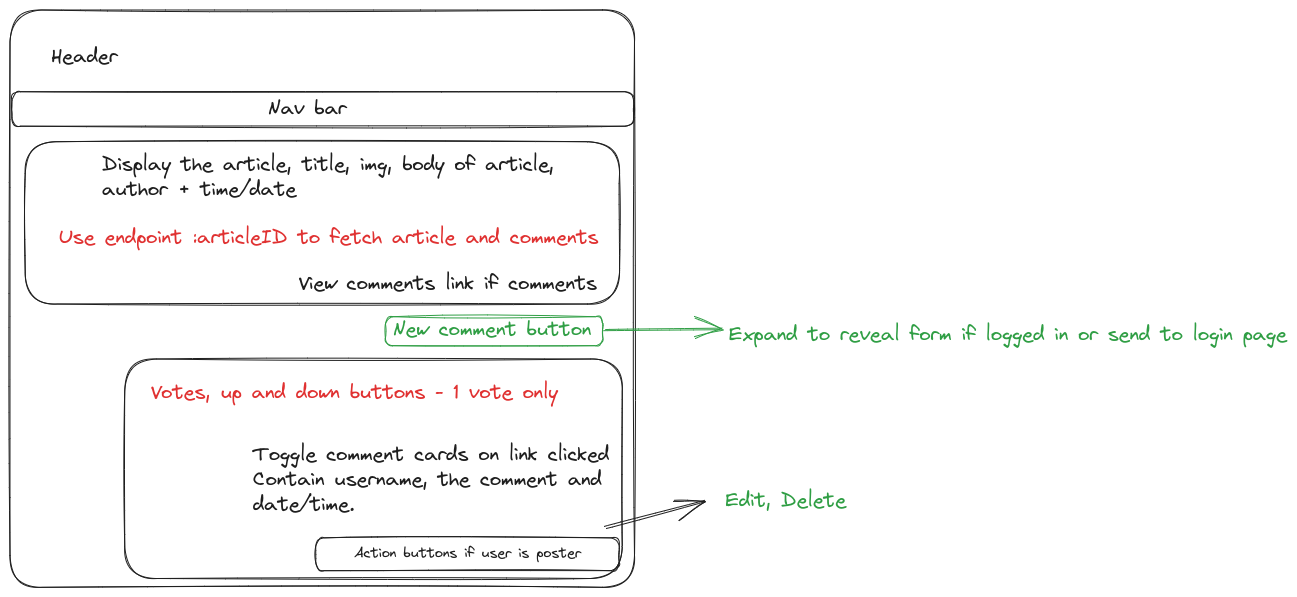 Header
Nav bar
Display the article, title, img, body of article,
author + time/date
Use endpoint :articleID to fetch article and comments
View comments link if comments
New comment button
Expand to reveal form if logged in or send to login page
Votes, up and down buttons - 1 vote only
Toggle comment cards on link clicked
Contain username, the comment and
date/time.
Edit, Delete
Action buttons if user is poster